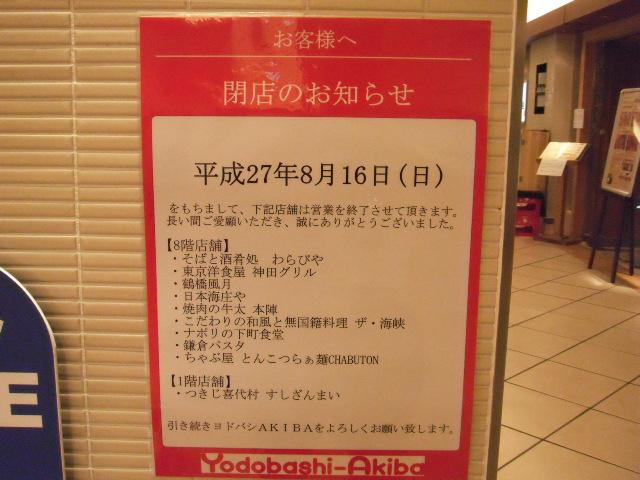 お客様へ
閉店のお知らせ
平成27年8月16日(日)
をもちまして、下記店舗は営業を終了させて頂きます。
長い間ご愛顧いただき、誠にありがとうございました。
【8階店舗】
・そばと酒肴処 わらびや
・東京洋食屋 神田グリル
・鶴橋風月
・日本海庄や
・焼肉の牛太 本陣
・こだわりの和風と無国籍料理 ザ・海峡
・ナポリの下町食堂
・鎌倉パスタ
・ちゃぶ屋 とんこつらぁ麺CHABUTON
【1階店舗】
・つきじ喜代村 すしざんまい
引き続きヨドバシAKIBAをよろしくお願い致します。
Yodobashi-Akiba
E